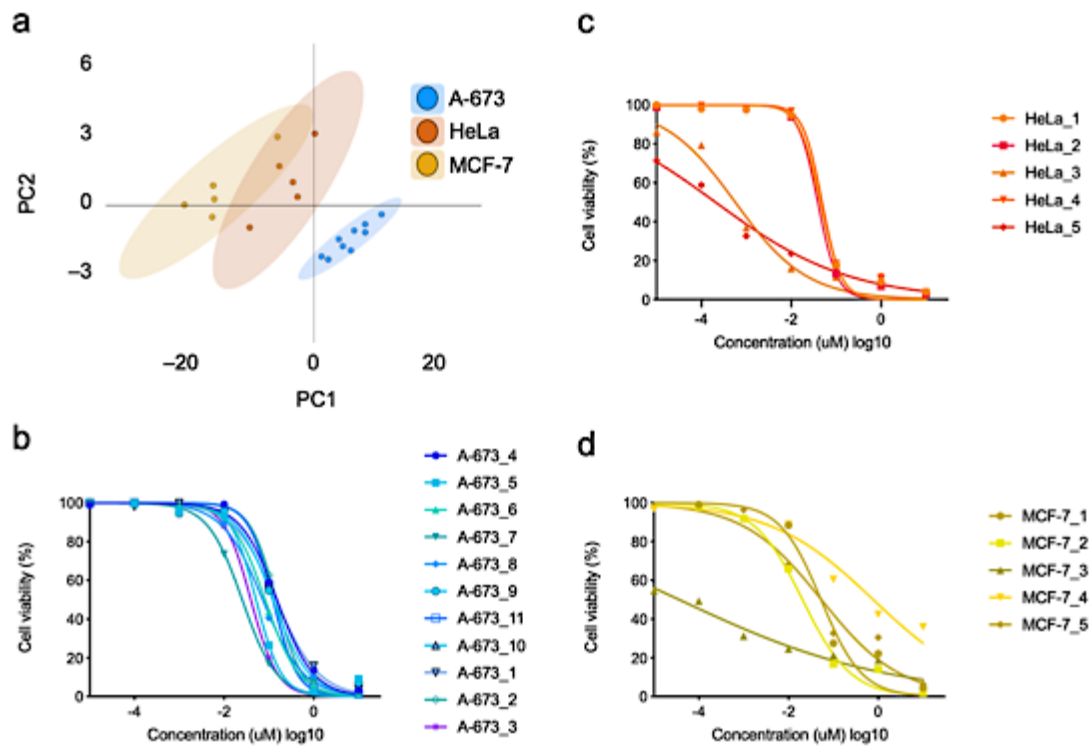 a
6
3
0
−3
PC2
−20
0
20
PC1
A-673
HeLa
MCF-7
c
100
80
60
40
20
0
Cell viability (%)
-4
-2
0
Concentration (uM) log10
HeLa_1
HeLa_2
HeLa_3
HeLa_4
HeLa_5
b
100
80
60
40
20
0
Cell viability (%)
-4
-2
0
Concentration (uM) log10
A-673_4
A-673_5
A-673_6
A-673_7
A-673_8
A-673_9
A-673_11
A-673_10
A-673_1
A-673_2
A-673_3
d
100
80
60
40
20
0
Cell viability (%)
-4
-2
0
Concentration (uM) log10
MCF-7_1
MCF-7_2
MCF-7_3
MCF-7_4
MCF-7_5